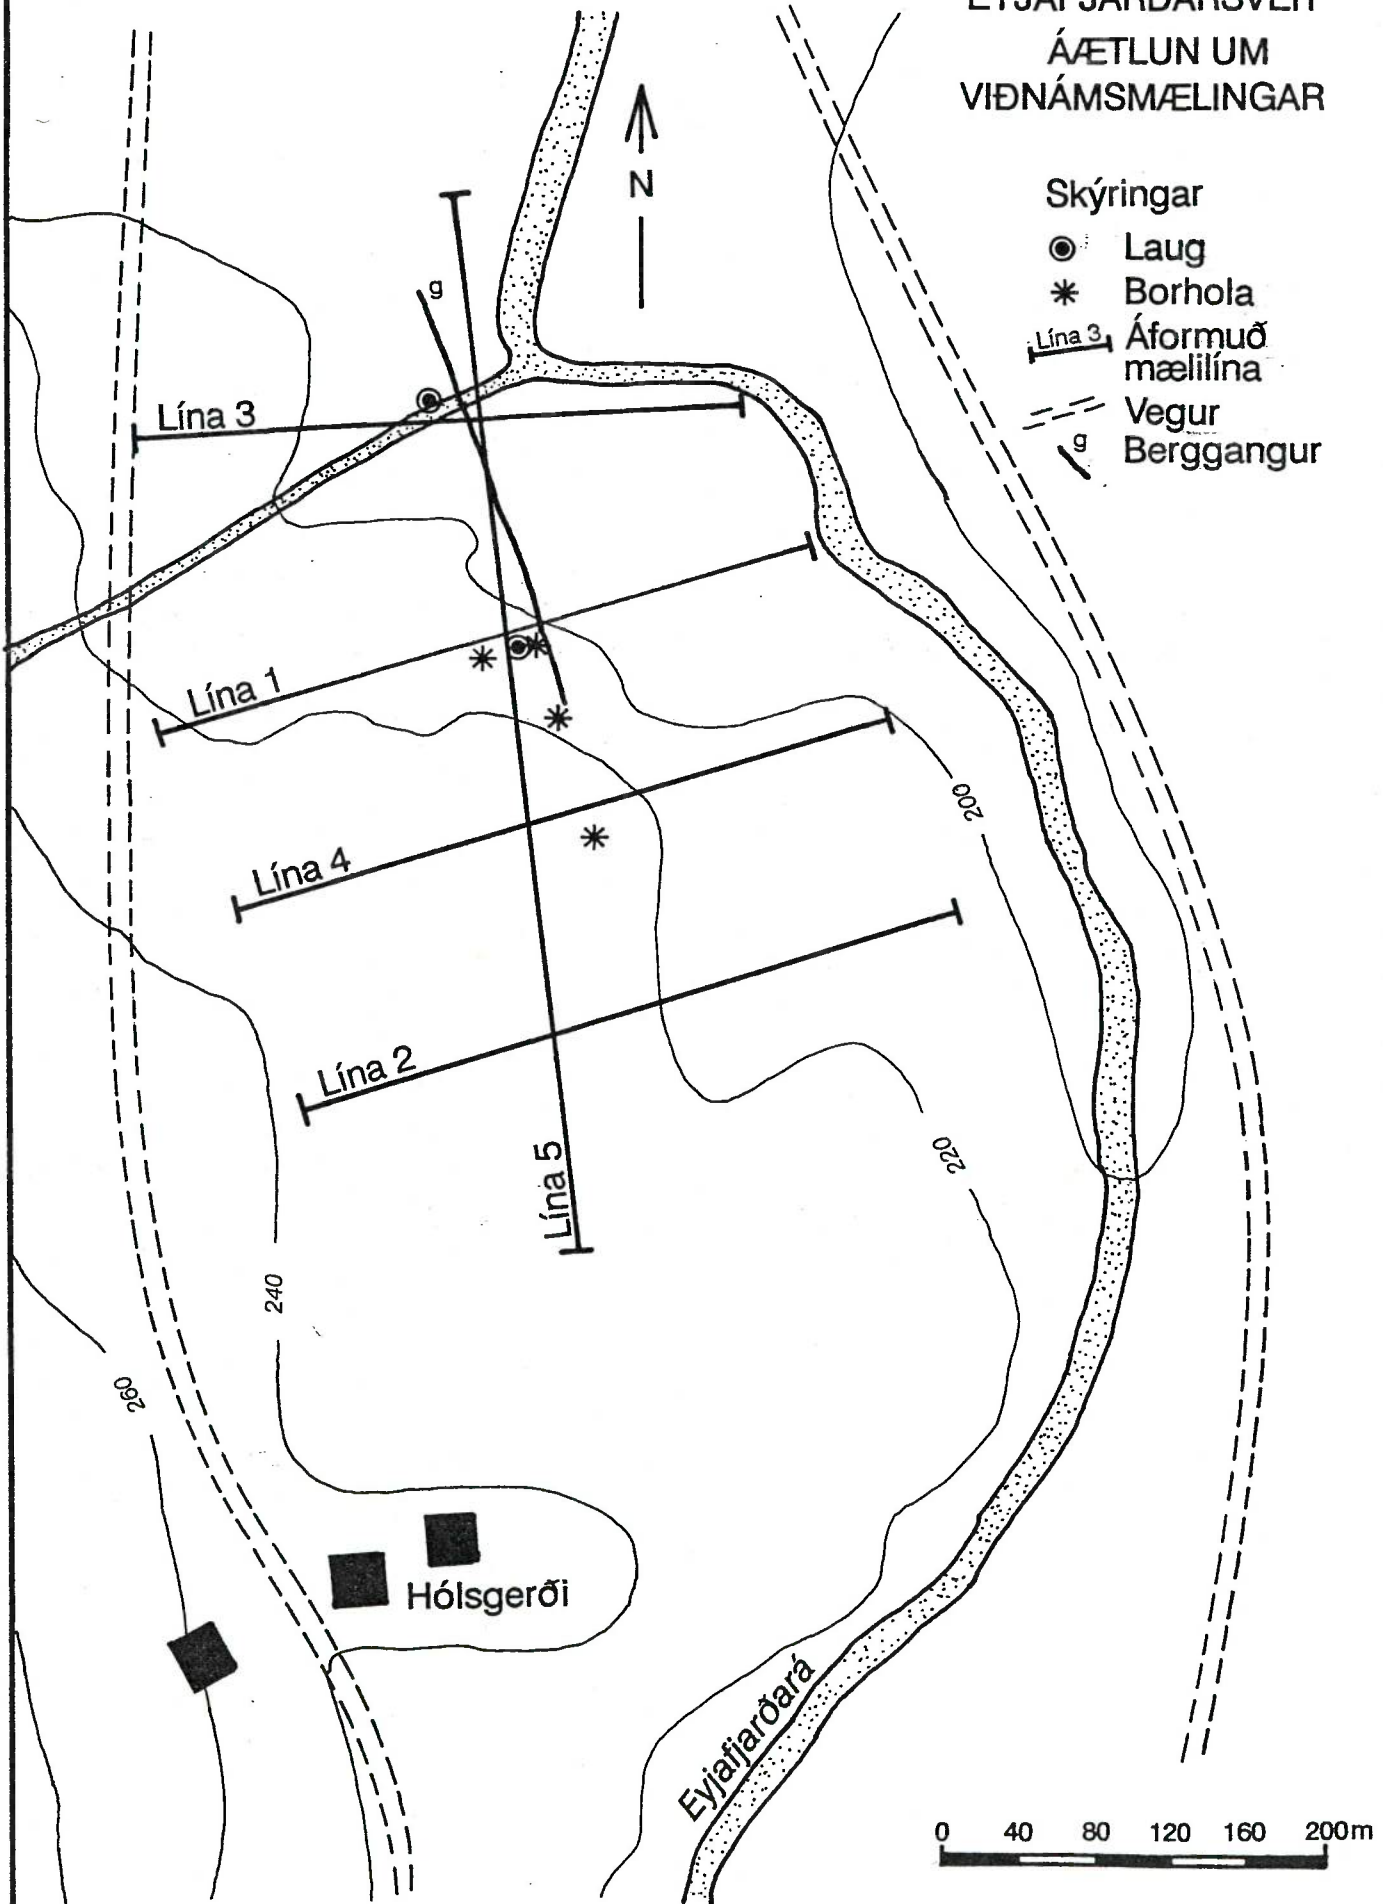 ÁÆTLUN UM
VIÐNÁMSMÆLINGAR
N
Skýringar
Laug
Borhola
Lína 3
Áformuð
mælilína
Vegur
g
Berggangur
g
Lína 3
Lína 1
200
Lína 4
Lína 2
220
Lína 5
240
260
Hólsgerði
Eyjafjarðará
0 40 80 120 160 200m